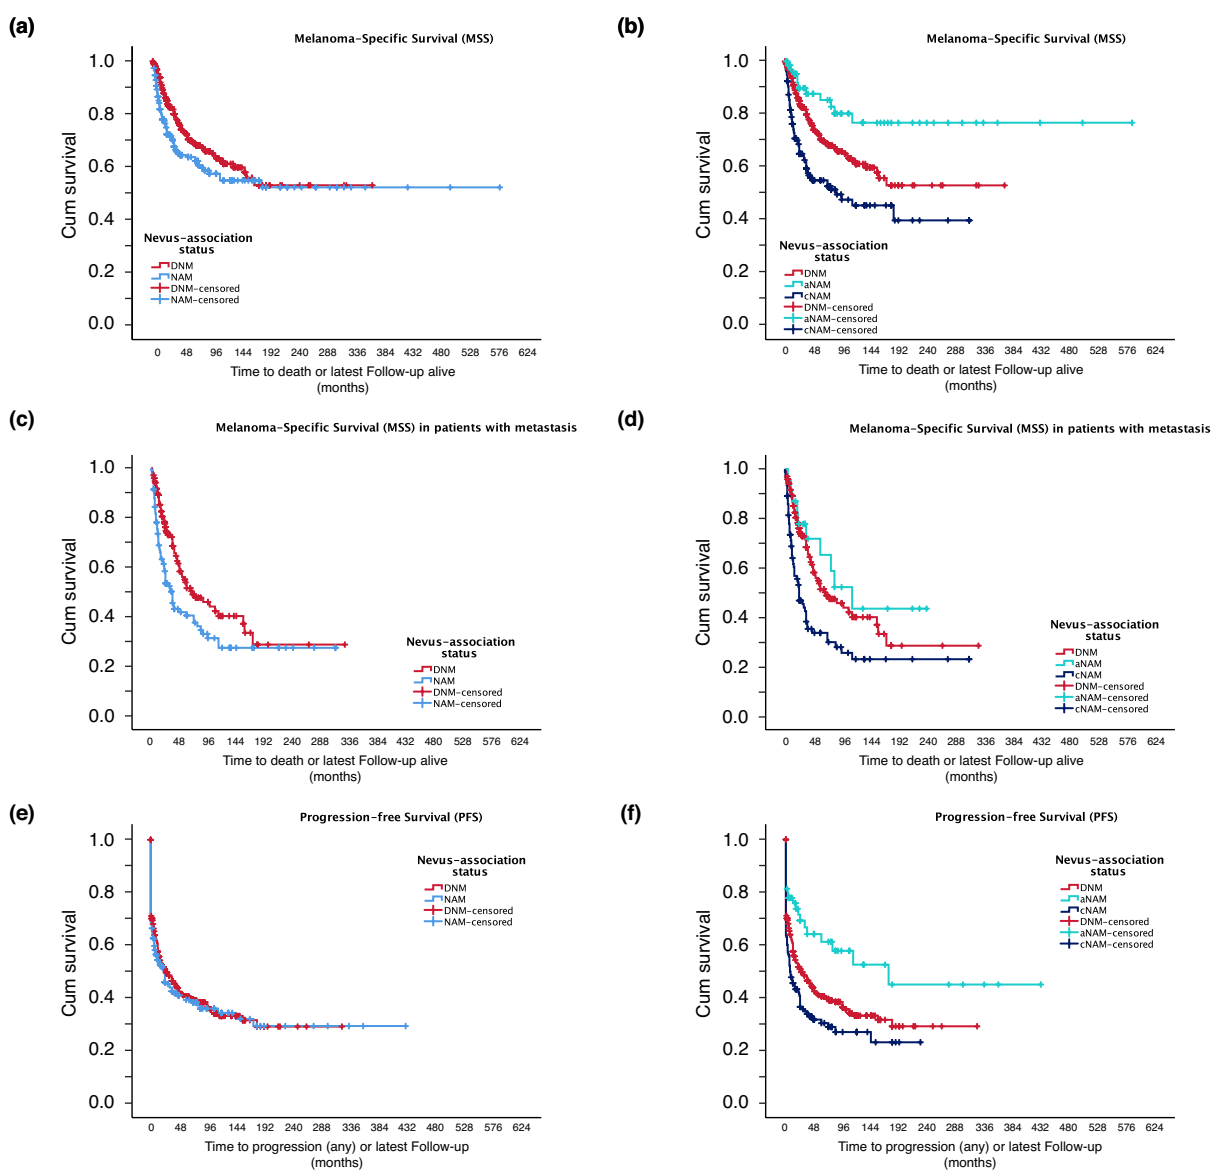 (a)
Melanoma-Specific Survival (MSS)
1.0
0.8
0.6
0.4
0.2
0.0
Cum survival
Nevus-association
status
DNM
NAM
DNM-censored
NAM-censored
0 48 96 144 192 240 288 336 384 432 480 528 576 624
Time to death or latest Follow-up alive
(months)
(b)
Melanoma-Specific Survival (MSS)
1.0
0.8
0.6
0.4
0.2
0.0
Cum survival
Nevus-association
status
DNM
aNAM
cNAM
DNM-censored
aNAM-censored
cNAM-censored
0 48 96 144 192 240 288 336 384 432 480 528 576 624
Time to death or latest Follow-up alive
(months)
(c)
Melanoma-Specific Survival (MSS) in patients with metastasis
1.0
0.8
0.6
0.4
0.2
0.0
Cum survival
Nevus-association
status
DNM
NAM
DNM-censored
NAM-censored
0 48 96 144 192 240 288 336 384 432 480 528 576 624
Time to death or latest Follow-up alive
(months)
(d)
Melanoma-Specific Survival (MSS) in patients with metastasis
1.0
0.8
0.6
0.4
0.2
0.0
Cum survival
Nevus-association
status
DNM
aNAM
cNAM
DNM-censored
aNAM-censored
cNAM-censored
0 48 96 144 192 240 288 336 384 432 480 528 576 624
Time to death or latest Follow-up alive
(months)
(e)
Progression-free Survival (PFS)
1.0
0.8
0.6
0.4
0.2
0.0
Cum survival
Nevus-association
status
DNM
NAM
DNM-censored
NAM-censored
0 48 96 144 192 240 288 336 384 432 480 528 576 624
Time to progression (any) or latest Follow-up
(months)
(f)
Progression-free Survival (PFS)
1.0
0.8
0.6
0.4
0.2
0.0
Cum survival
Nevus-association
status
DNM
aNAM
cNAM
DNM-censored
aNAM-censored
cNAM-censored
0 48 96 144 192 240 288 336 384 432 480 528 576 624
Time to progression (any) or latest Follow-up
(months)